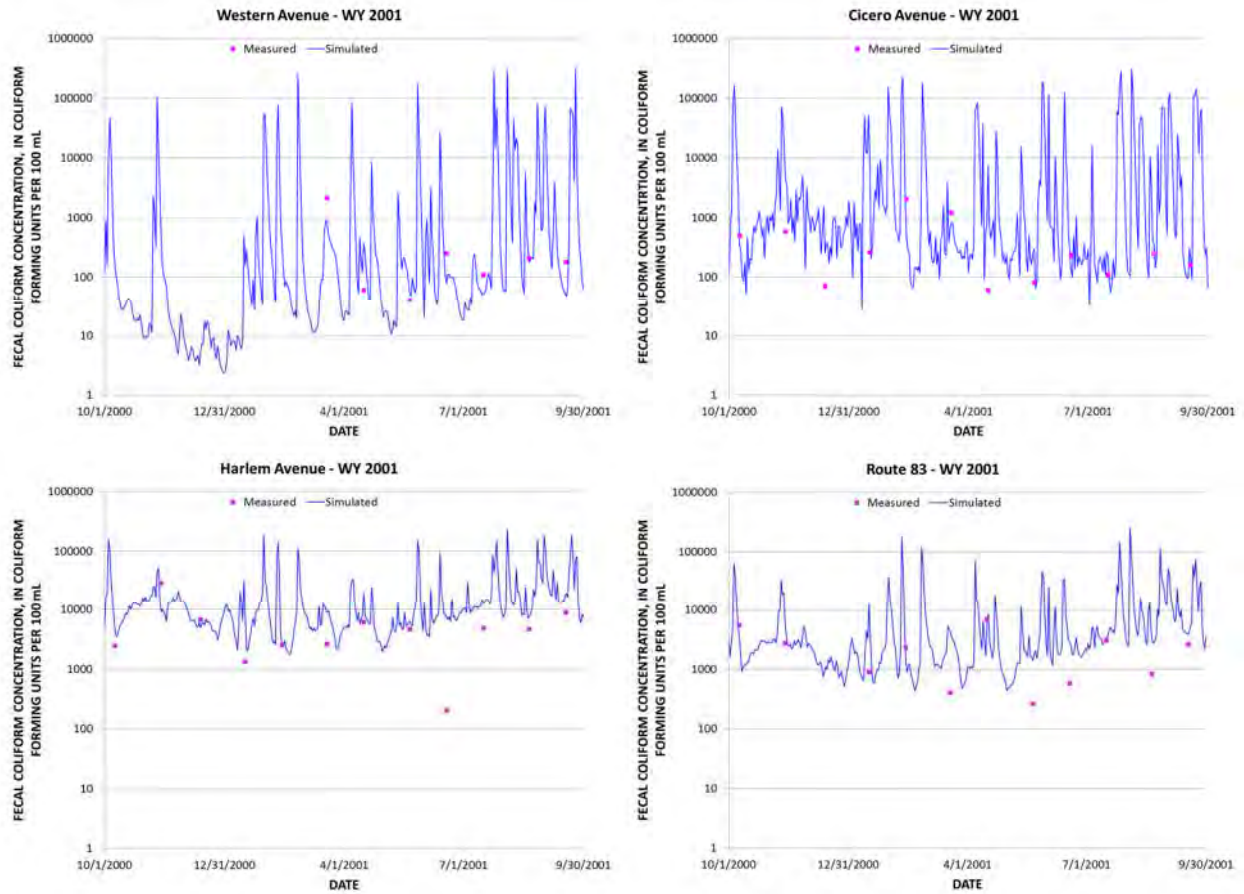 Western Avenue - WY 2001
FECAL COLIFORM CONCENTRATION, IN COLIFORM
FORMING UNITS PER 100 mL
Measured Simulated
1000000
100000
10000
1000
100
10
1
10/1/2000 12/31/2000 4/1/2001 7/1/2001 9/30/2001
DATE
Cicero Avenue - WY 2001
FECAL COLIFORM CONCENTRTION, IN COLIFORM
FORMING UNITS PER 100 mL
Measured Simulated
1000000
100000
10000
1000
100
10
1
10/1/2000 12/31/2000 4/1/2001 7/1/2001 9/30/2001
DATE
Harlem Avenue - WY 2001
FECAL COLIFORM CONCENTRATION, IN COLIFORM
FORMING UNITS PER 100mL
Measured Simulated
1000000
100000
10000
1000
100
10
1
10/1/2000 12/31/2000 4/1/2001 7/1/2001 9/30/2001
DATE
Route 83 - WY 2001
FECAL COLIFORM CONCENTRATION, IN COLIFORM
FORMING UNITS PER 100 mL
Measured Simulated
1000000
100000
10000
1000
100
10
1
10/1/2000 12/31/2000 4/1/2001 7/1/2001 9/30/2001
DATE